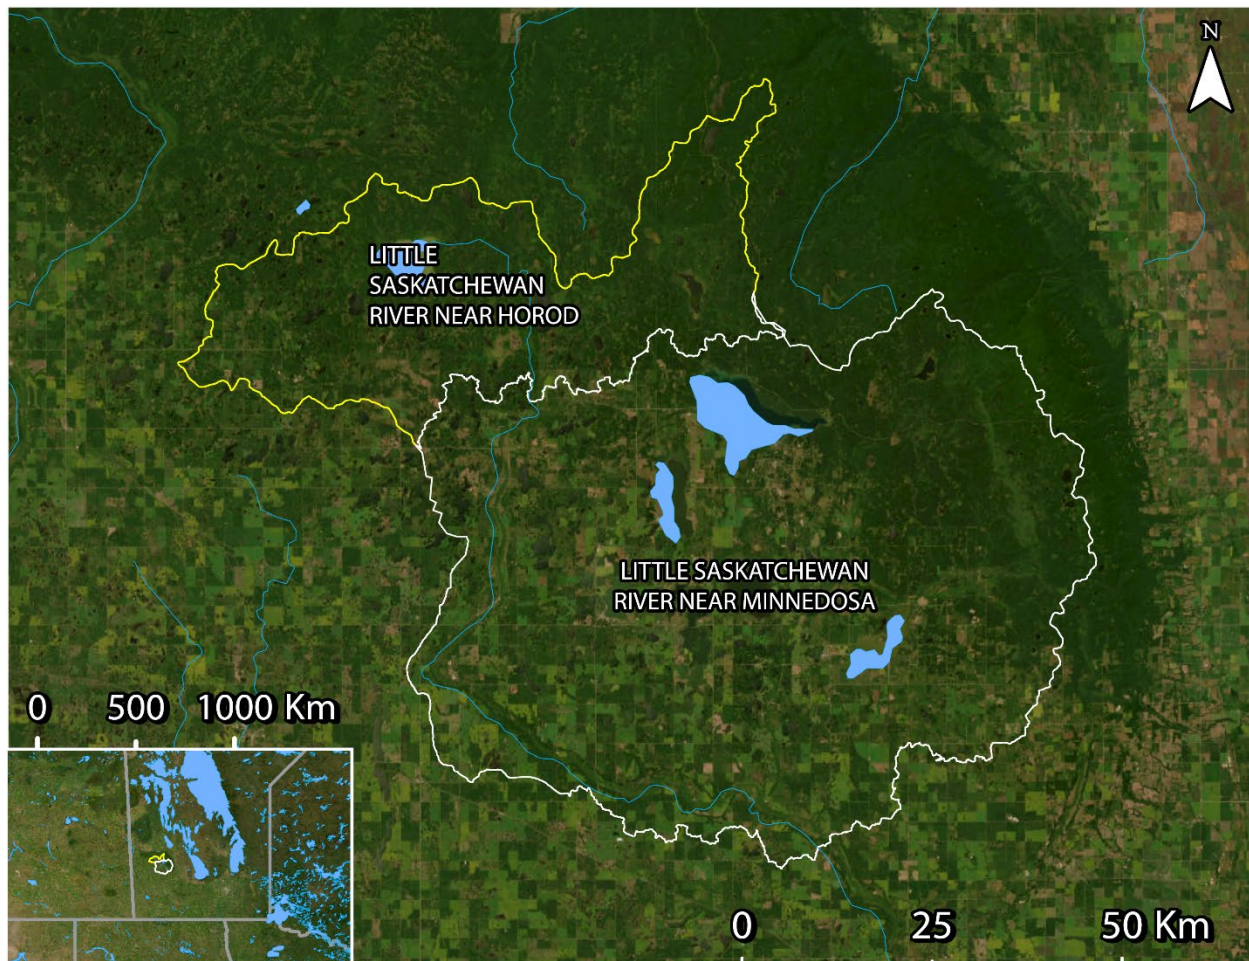 N
LITTLE
SASKATCHEWAN
RIVER NEAR HOROD
LITTLE SASKATCHEWAN
RIVER NEAR MINNEDOSA
0 500 1000 Km
0 25 50 Km